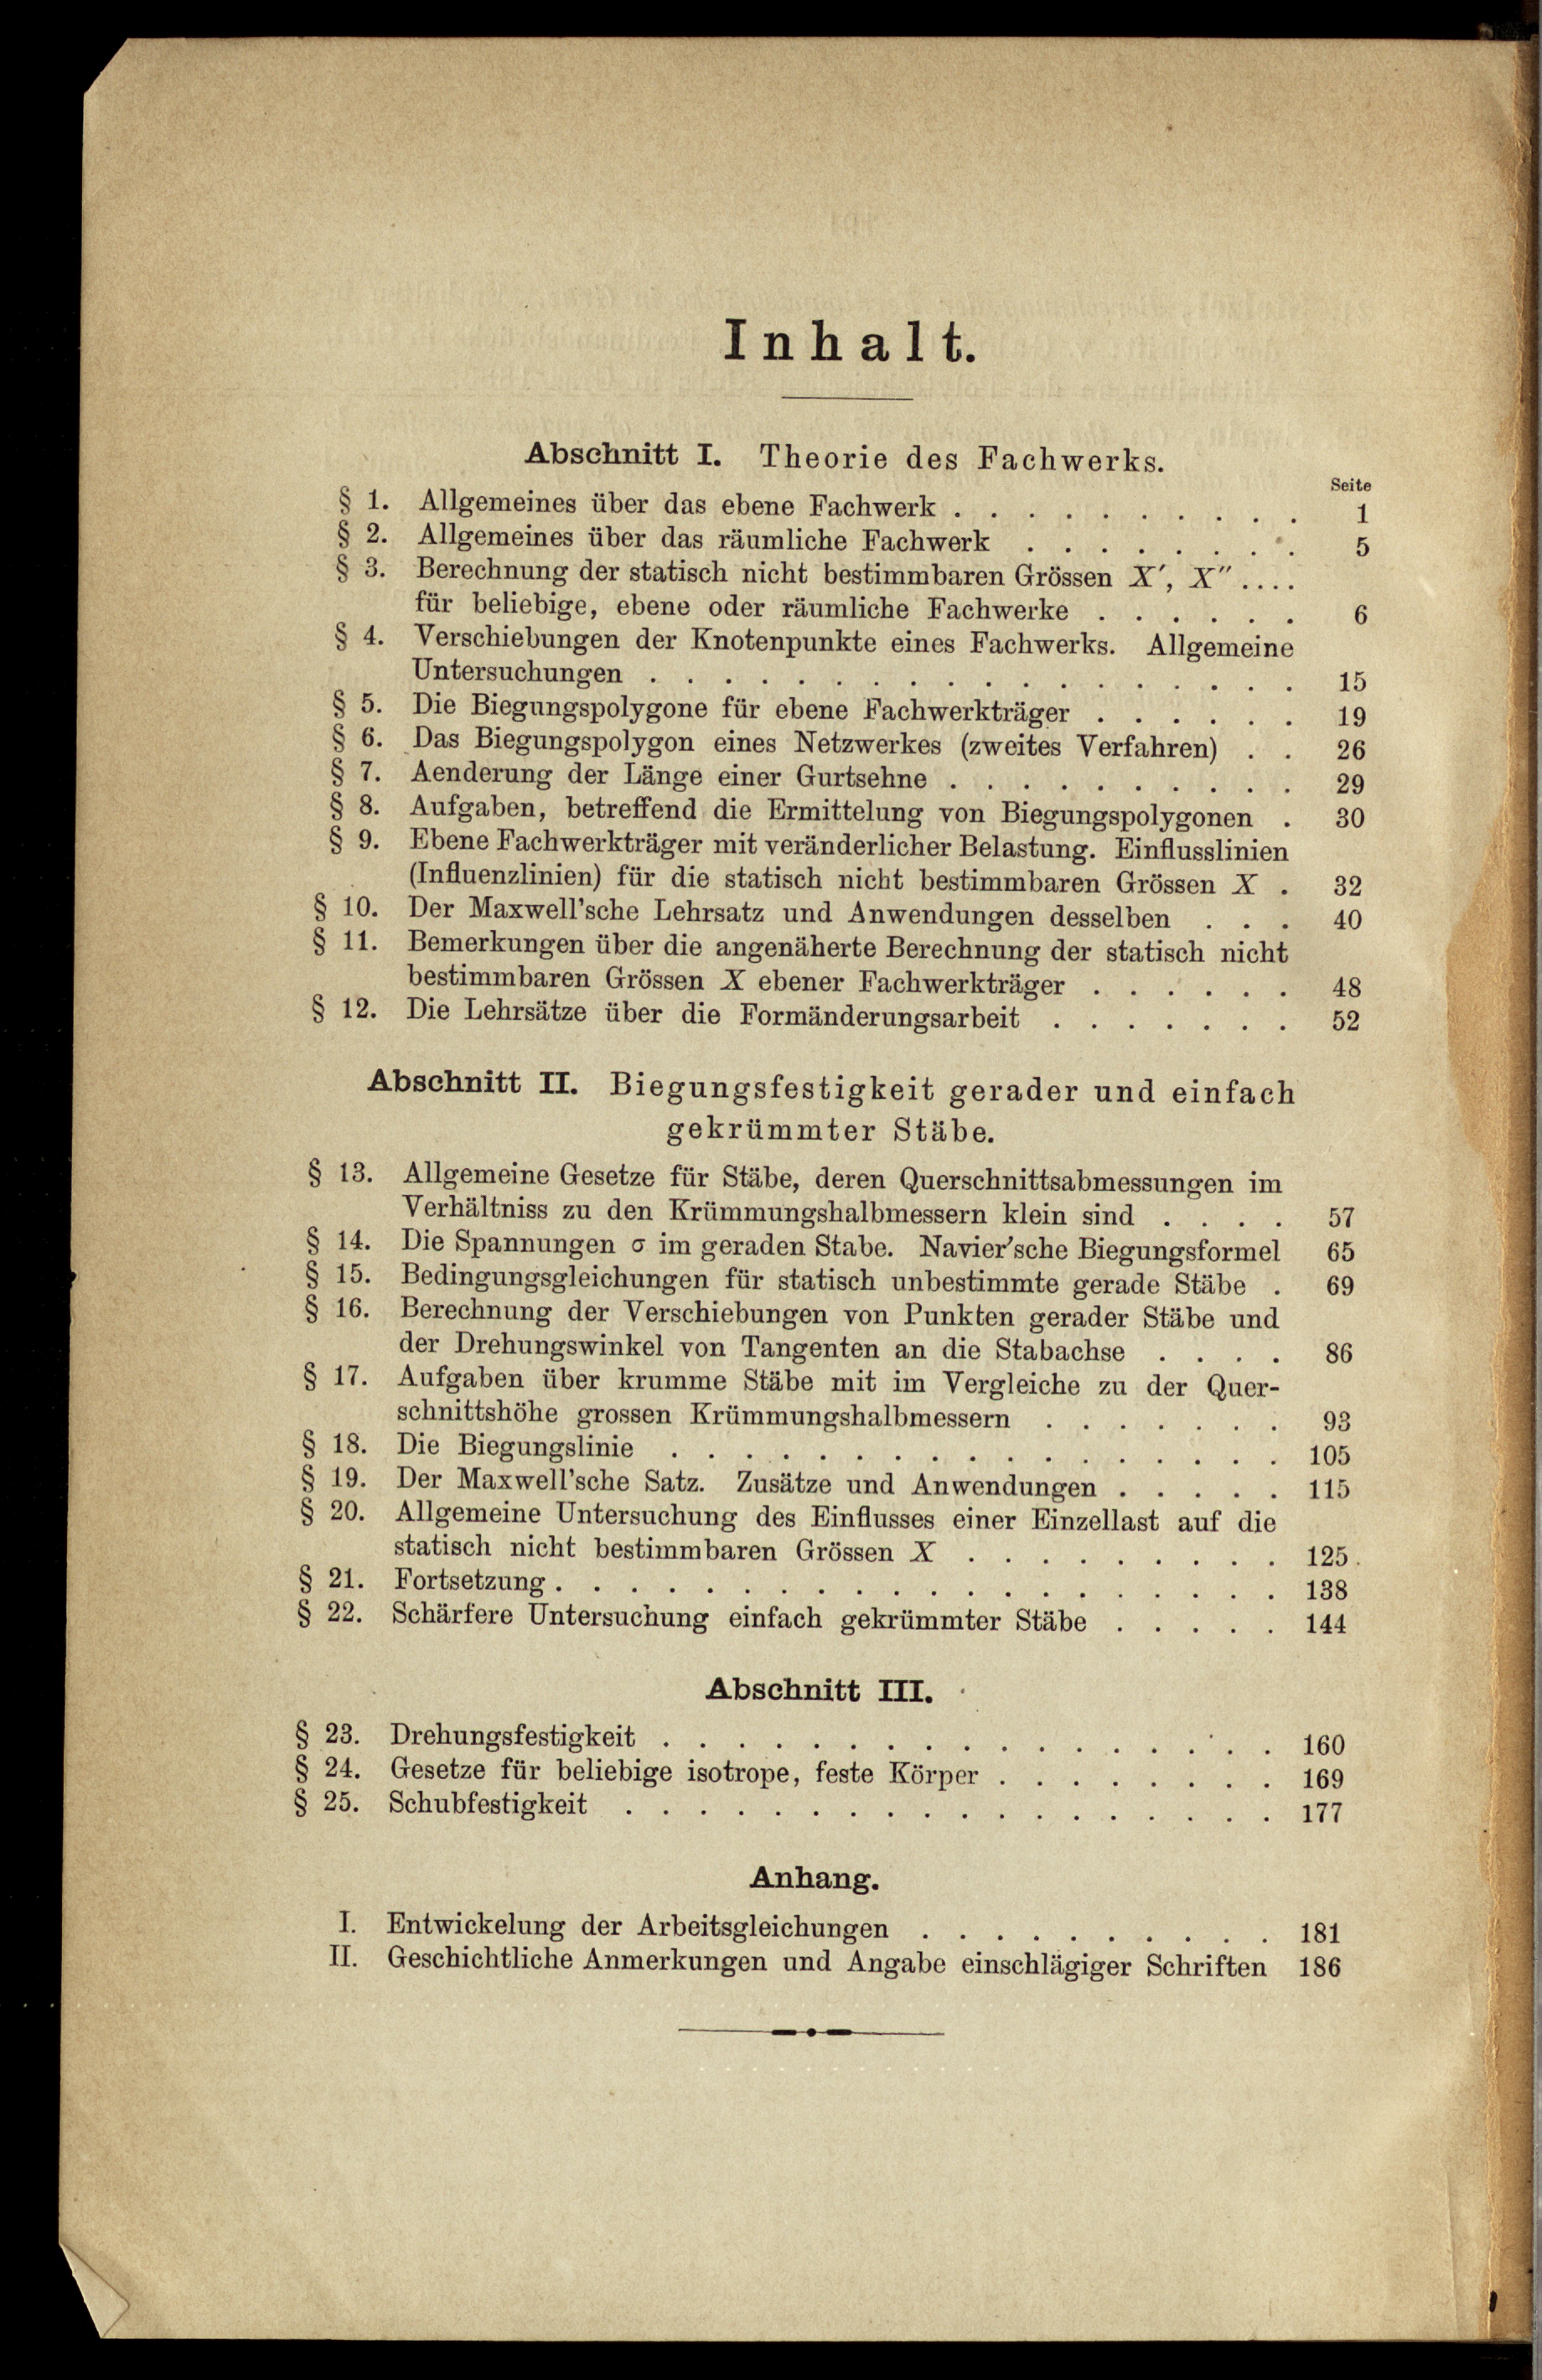 Inhalt.
Abschnitt I. Theorie des Fachwerks.
Seite
§ 1. Allgemeines über das ebene Fachwerk . . . . . . . . . . 1
§ 2. Allgemeines über das räumliche Fachwerk . . . . . . . . 5
§ 3. Berechnung der statisch nicht bestimmbaren Grössen X′, X″ ....
für beliebige, ebene oder räumliche Fachwerke . . . . . . 6
§ 4. Verschiebungen der Knotenpunkte eines Fachwerks. Allgemeine
Untersuchungen . . . . . . . . . . . . . . . . . . 15
§ 5. Die Biegungspolygone für ebene Fachwerkträger . . . . . . 19
§ 6. Das Biegungspolygon eines Netzwerkes (zweites Verfahren) . . 26
§ 7. Aenderung der Länge einer Gurtsehne . . . . . . . . . . 29
§ 8. Aufgaben, betreffend die Ermittelung von Biegungspolygonen . 30
§ 9. Ebene Fachwerkträger mit veränderlicher Belastung. Einflusslinien
(Influenzlinien) für die statisch nicht bestimmbaren Grössen X . 32
§ 10. Der Maxwell'sche Lehrsatz und Anwendungen desselben . . . 40
§ 11. Bemerkungen über die angenäherte Berechnung der statisch nicht
bestimmbaren Grössen X ebener Fachwerkträger . . . . . . 48
§ 12. Die Lehrsätze über die Formänderungsarbeit . . . . . . . 52
Abschnitt II. Biegungsfestigkeit gerader und einfach
gekrümmter Stäbe.
§ 13. Allgemeine Gesetze für Stäbe, deren Querschnittsabmessungen im
Verhältniss zu den Krümmungshalbmessern klein sind . . . . 57
§ 14. Die Spannungen σ im geraden Stabe. Navier'sche Biegungsformel 65
§ 15. Bedingungsgleichungen für statisch unbestimmte gerade Stäbe . 69
§ 16. Berechnung der Verschiebungen von Punkten gerader Stäbe und
der Drehungswinkel von Tangenten an die Stabachse . . . . 86
§ 17. Aufgaben über krumme Stäbe mit im Vergleiche zu der Quer-
schnittshöhe grossen Krümmungshalbmessern . . . . . . . 93
§ 18. Die Biegungslinie . . . . . . . . . . . . . . . . . 105
§ 19. Der Maxwell'sche Satz. Zusätze und Anwendungen . . . . . 115
§ 20. Allgemeine Untersuchung des Einflusses einer Einzellast auf die
statisch nicht bestimmbaren Grössen X . . . . . . . . . 125
§ 21. Fortsetzung . . . . . . . . . . . . . . . . . . . . 138
§ 22. Schärfere Untersuchung einfach gekrümmter Stäbe . . . . . 144
Abschnitt III.
§ 23. Drehungsfestigkeit . . . . . . . . . . . . . . . . . 160
§ 24. Gesetze für beliebige isotrope, feste Körper . . . . . . . . 169
§ 25. Schubfestigkeit . . . . . . . . . . . . . . . . . . 177
Anhang.
I. Entwickelung der Arbeitsgleichungen . . . . . . . . . . 181
II. Geschichtliche Anmerkungen und Angabe einschlägiger Schriften 186